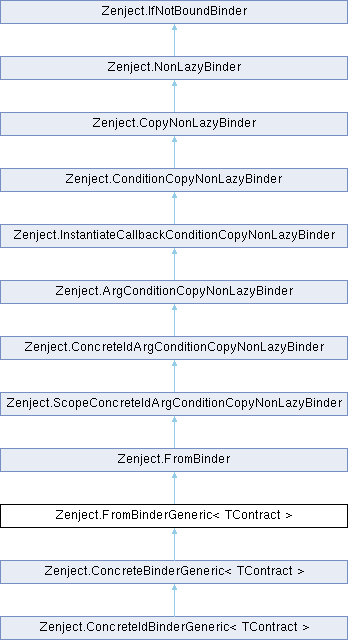 Zenject.IfNotBoundBinder
Zenject.NonLazyBinder
Zenject.CopyNonLazyBinder
Zenject.ConditionCopyNonLazyBinder
Zenject.InstantiateCallbackConditionCopyNonLazyBinder
Zenject.ArgConditionCopyNonLazyBinder
Zenject.ConcreteIdArgConditionCopyNonLazyBinder
Zenject.ScopeConcreteIdArgConditionCopyNonLazyBinder
Zenject.FromBinder
Zenject.FromBinderGeneric< TContract >
Zenject.ConcreteBinderGeneric< TContract >
Zenject.ConcreteIdBinderGeneric< TContract >